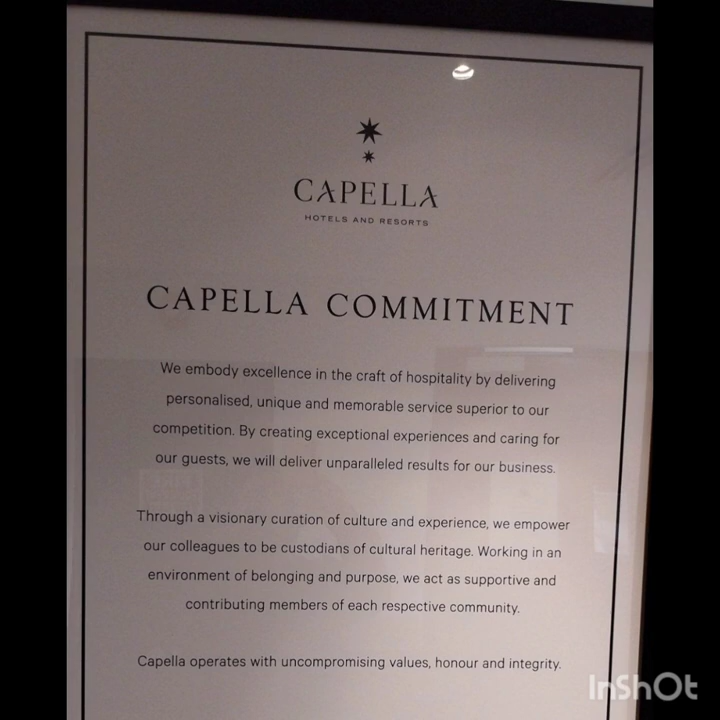 CAPELLA
HOTELS AND RESORTS
CAPELLA COMMITMENT
We embody excellence in the craft of hospitality by delivering
personalised, unique and memorable service superior to our
competition. By creating exceptional experiences and caring for
our guests, we will deliver unparalleled results for our business.
Through a visionary curation of culture and experience, we empower
our colleagues to be custodians of cultural heritage. Working in an
environment of belonging and purpose, we act as supportive and
contributing members of each respective community.
Capella operates with uncompromising values, honour and integrity.
InShOt